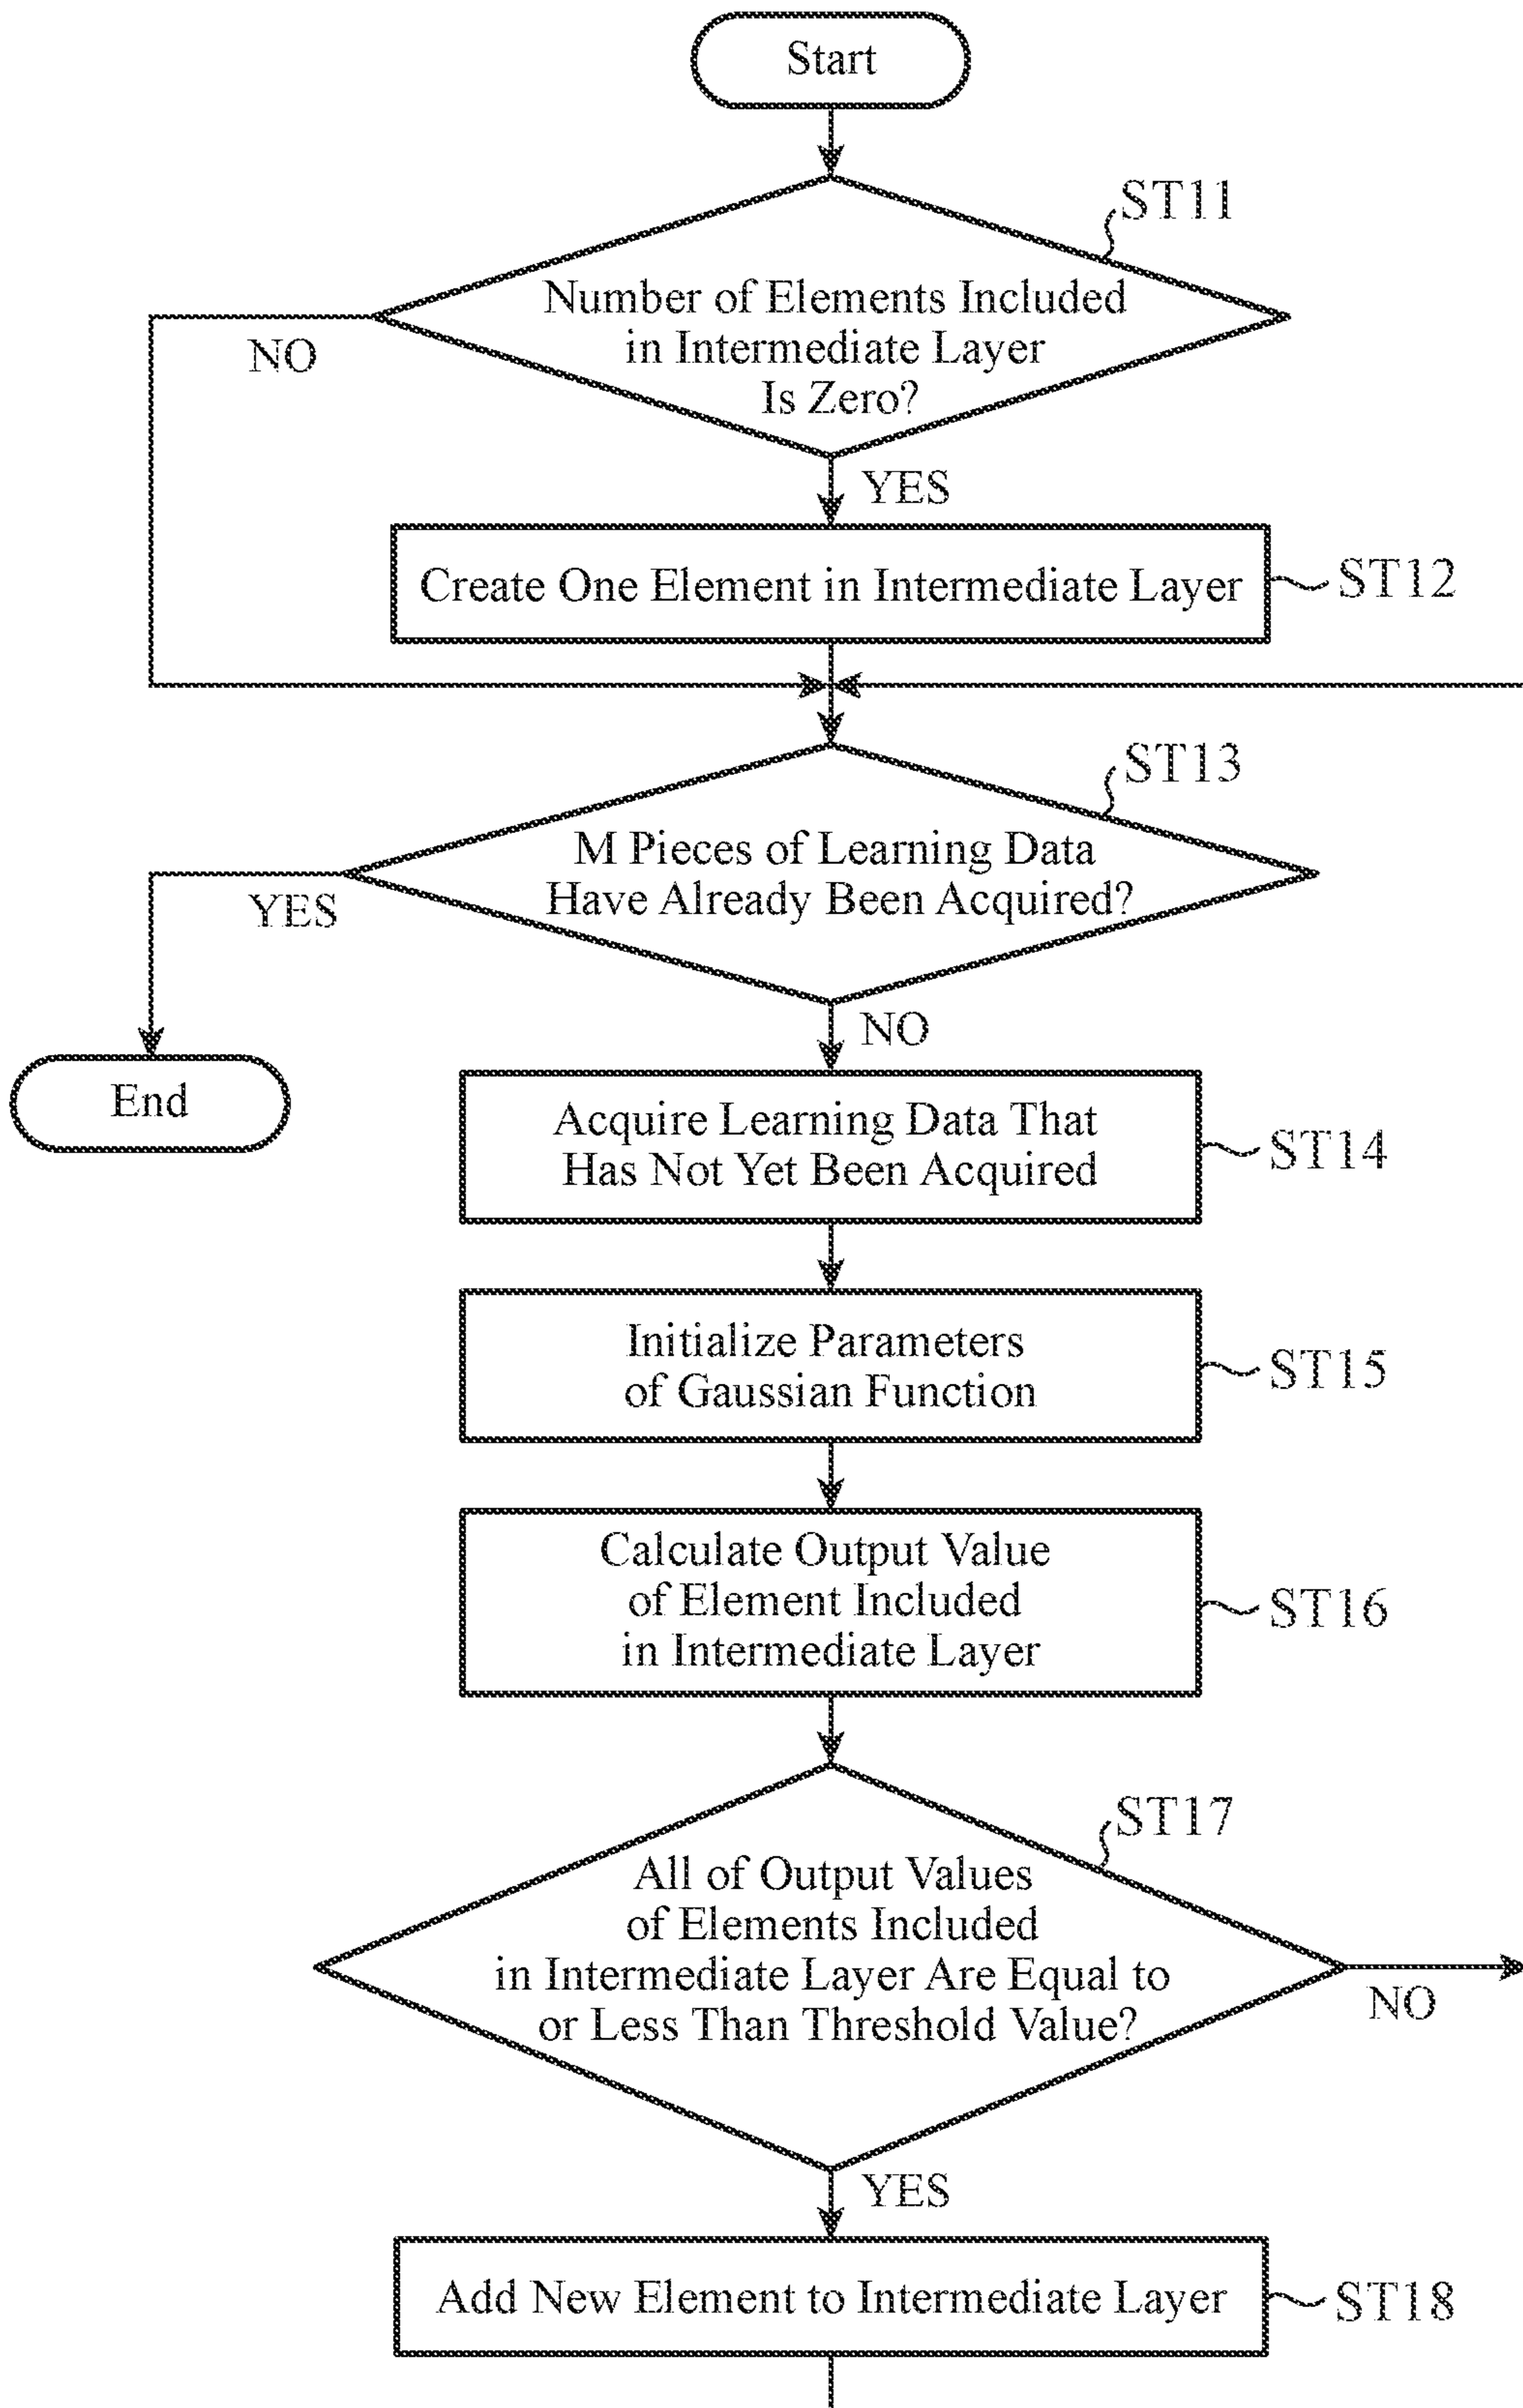 Start
ST11
Number of Elements Included
in Intermediate Layer
Is Zero?
NO
YES
Create One Element in Intermediate Layer
ST12
ST13
M Pieces of Learning Data
Have Already Been Acquired?
YES
NO
End
Acquire Learning Data That
Has Not Yet Been Acquired
ST14
Initialize Parameters
of Gaussian Function
ST15
Calculate Output Value
of Element Included
in Intermediate Layer
ST16
ST17
All of Output Values
of Elements Included
in Intermediate Layer Are Equal to
or Less Than Threshold Value?
NO
YES
Add New Element to Intermediate Layer
ST18